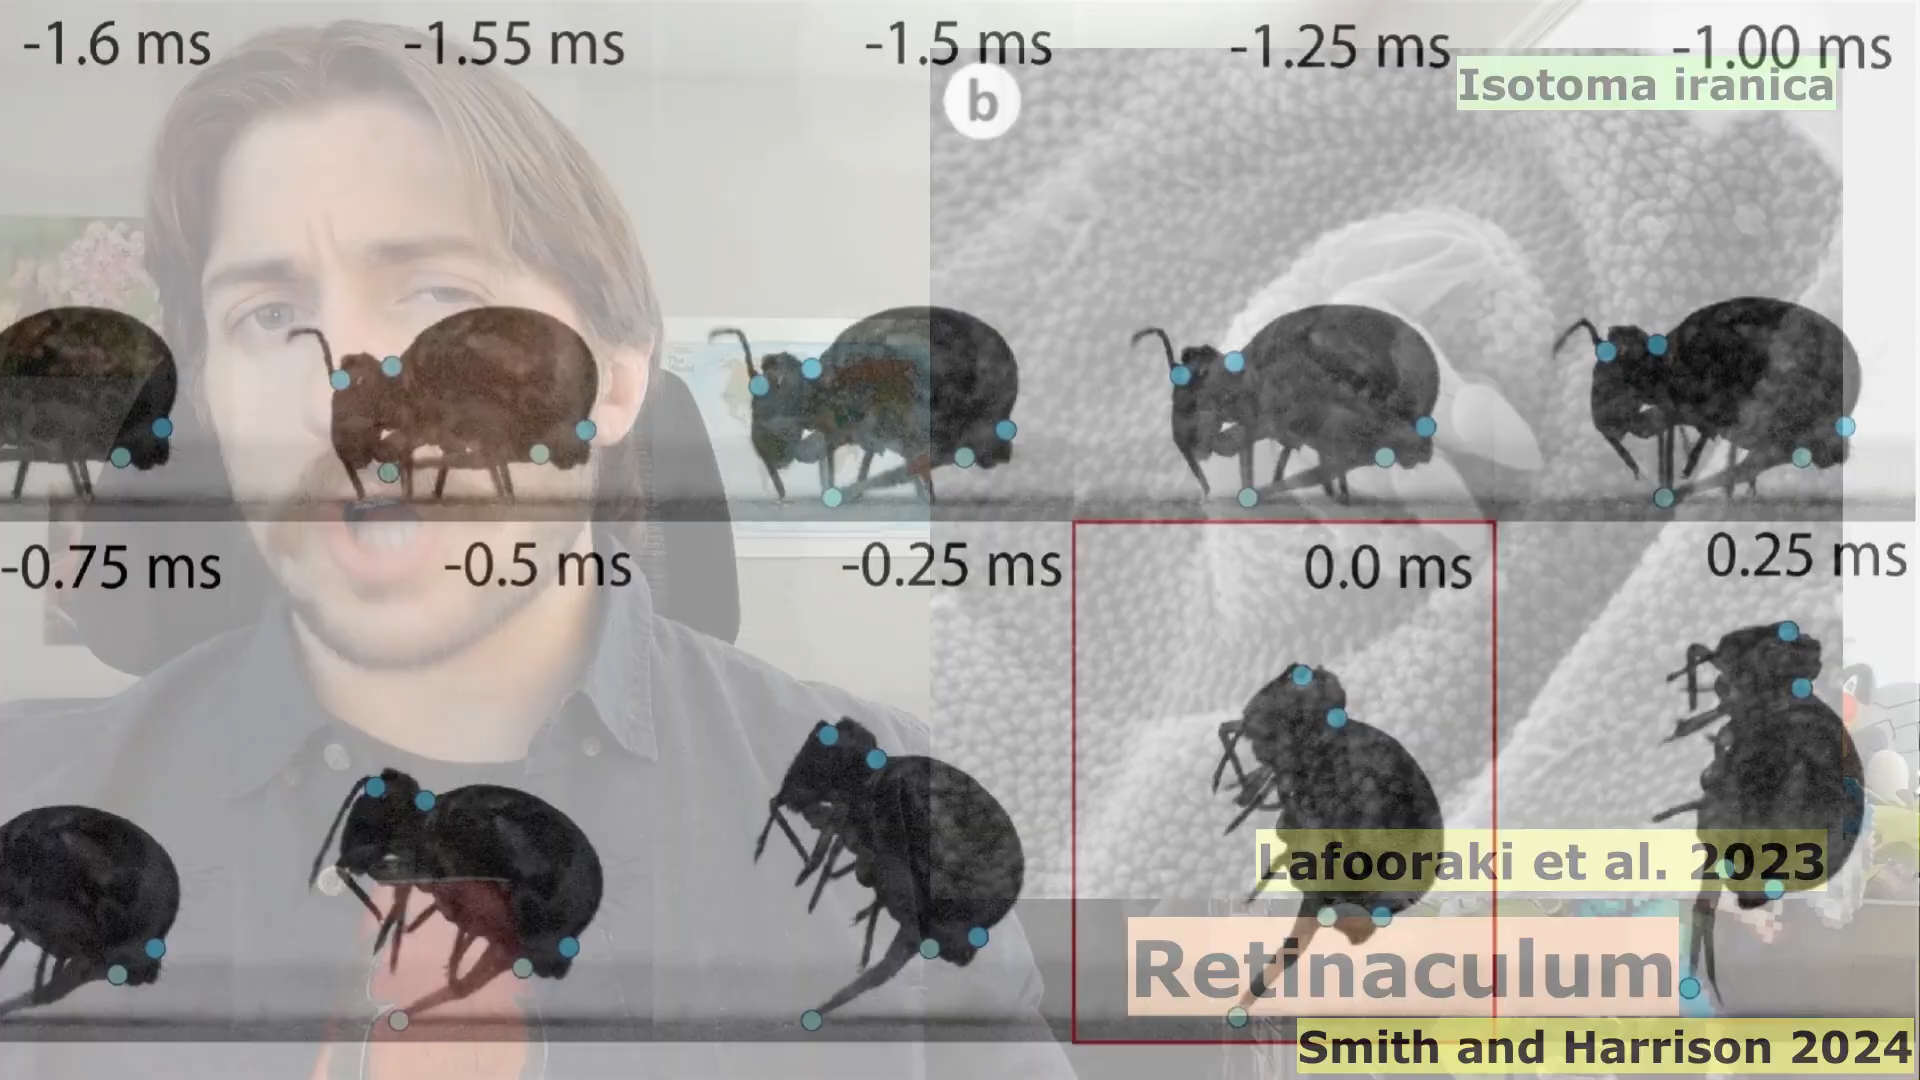 -1.6 ms
-1.55 ms
-1.5 ms
-1.25 ms
-1.00 ms
b
Isotoma iranica
-0.75 ms
-0.5 ms
-0.25 ms
0.0 ms
0.25 ms
Lafooraki et al. 2023
Retinaculum
Smith and Harrison 2024